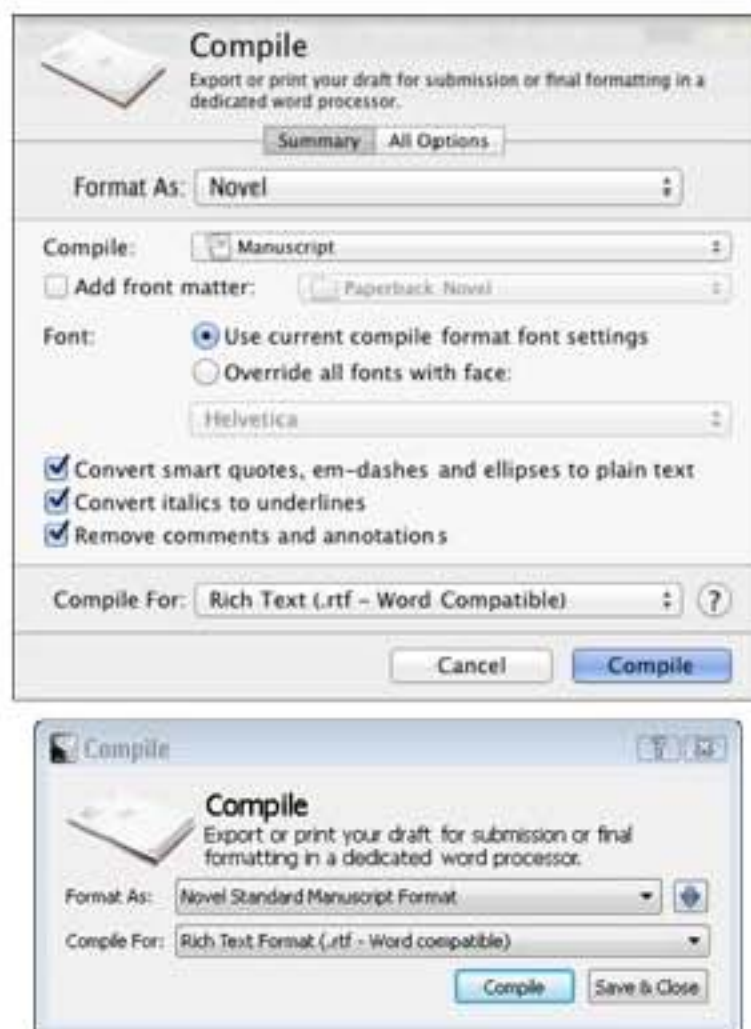 Compile
Export or print your draft for submission or final formatting in a
dedicated word processor.
Summary All Options
Format As: Novel
Compile: Manuscript
Add front matter: Paperback Novel
Font: Use current compile format font settings
Override all fonts with face:
Helvetica
Convert smart quotes, em-dashes and ellipses to plain text
Convert italics to underlines
Remove comments and annotations
Compile For: Rich Text (.rtf – Word Compatible) ?
Cancel Compile
Compile
Compile
Export or print your draft for submission or final
formatting in a dedicated word processor.
Format As: Novel Standard Manuscript Format
Compile For: Rich Text Format (.rtf - Word compatible)
Compile Save & Close